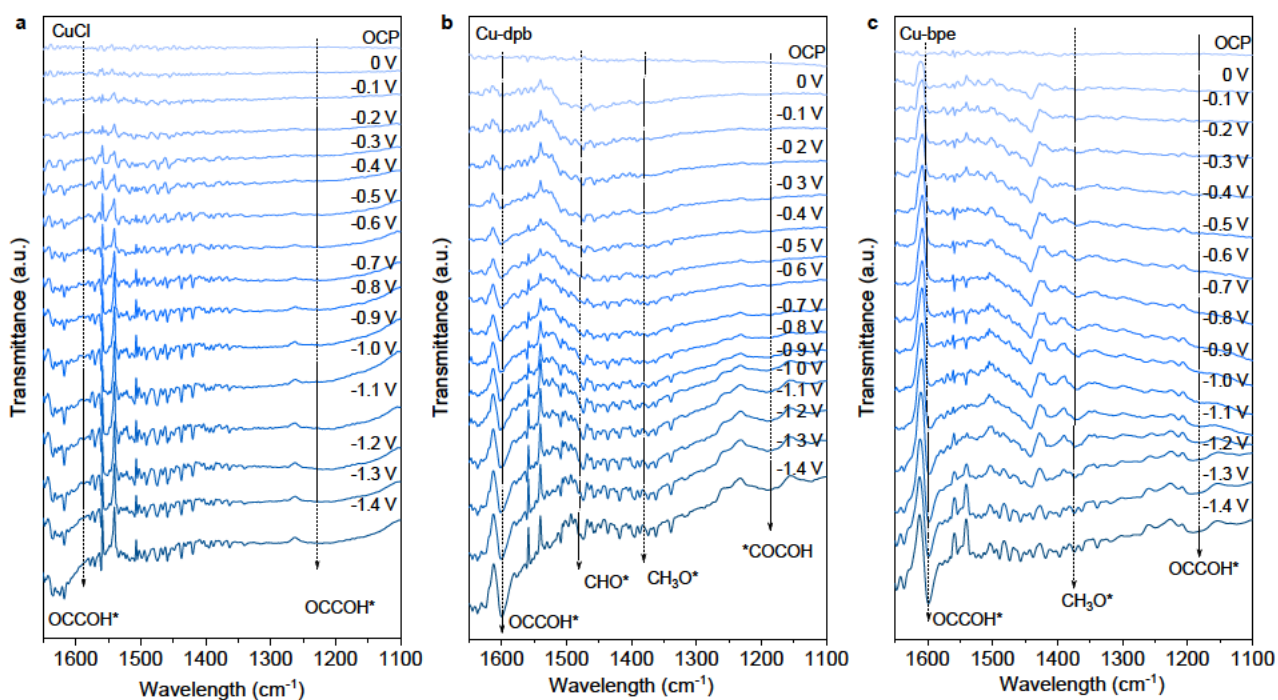 a
CuCl
OCP
0 V
-0.1 V
-0.2 V
-0.3 V
-0.4 V
-0.5 V
-0.6 V
-0.7 V
-0.8 V
-0.9 V
-1.0 V
-1.1 V
-1.2 V
-1.3 V
-1.4 V
OCCOH*
OCCOH*
Transmittance (a.u.)
1600 1500 1400 1300 1200 1100
Wavelength (cm⁻¹)
b
Cu-dpb
OCP
0 V
-0.1 V
-0.2 V
-0.3 V
-0.4 V
-0.5 V
-0.6 V
-0.7 V
-0.8 V
-0.9 V
-1.0 V
-1.1 V
-1.2 V
-1.3 V
-1.4 V
*COCOH
CHO*
CH₃O*
OCCOH*
Transmittance (a.u.)
1600 1500 1400 1300 1200 1100
Wavelength (cm⁻¹)
c
Cu-bpe
OCP
0 V
-0.1 V
-0.2 V
-0.3 V
-0.4 V
-0.5 V
-0.6 V
-0.7 V
-0.8 V
-0.9 V
-1.0 V
-1.1 V
-1.2 V
-1.3 V
-1.4 V
OCCOH*
CH₃O*
OCCOH*
Transmittance (a.u.)
1600 1500 1400 1300 1200 1100
Wavelength (cm⁻¹)